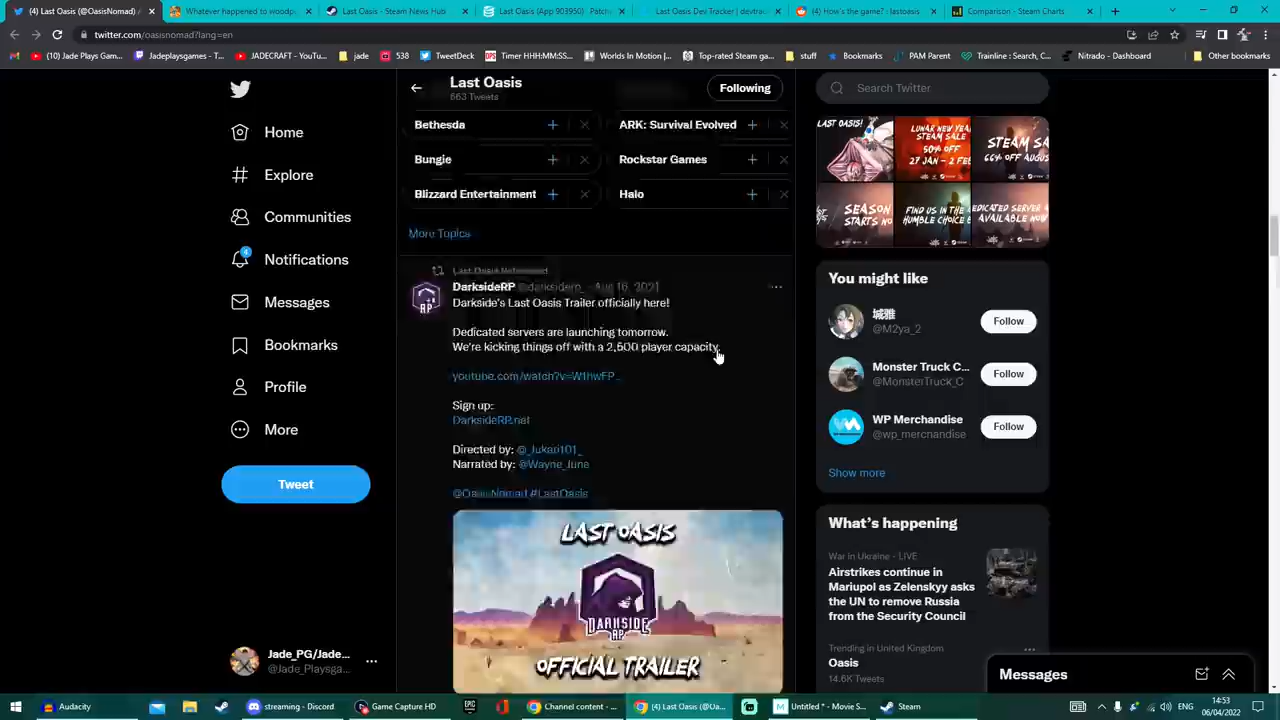 (4) Last Oasis (@OasisNomad) /
Whatever happened to woodp
Last Oasis - Steam News Hub
Last Oasis (App 903950) · Patch
Last Oasis Dev Tracker | devtrac
(4) How's the game? : lastoasis
Comparison - Steam Charts
twitter.com/oasisnomad?lang=en
(10) Jade Plays Gam...
Jadeplaysgames - T...
JADECRAFT - YouTu...
jade
538
TweetDeck
Timer HHH:MM:SS...
Worlds In Motion |...
Top-rated Steam ga...
stuff
Bookmarks
PAM Parent
Trainline : Search, C...
Nitrado - Dashboard
Other bookmarks
Home
Explore
Communities
4
Notifications
Messages
Bookmarks
Profile
More
Tweet
Jade_PG/Jade...
@Jade_Playsga...
Last Oasis
663 Tweets
Following
Bethesda
ARK: Survival Evolved
Bungie
Rockstar Games
Blizzard Entertainment
Halo
More Topics
Last Oasis Retweeted
DarksideRP @darksiderp_ · Aug 16, 2021
Darkside's Last Oasis Trailer officially here!
Dedicated servers are launching tomorrow.
We're kicking things off with a 2,500 player capacity.
youtube.com/watch?v=W1hwFP...
Sign up:
DarksideRP.net
Directed by: @_Jukari101_
Narrated by: @Wayne_June
@OasisNomad #LastOasis
LAST OASIS
DARKSIDE
RP
OFFICIAL TRAILER
Search Twitter
LAST OASIS!
LUNAR NEW YEA
STEAM SALE
50% OFF
27 JAN - 2 FEB
STEAM SA
66% OFF AUGUS
SEASON
STARTS NO
FIND US IN THE
HUMBLE CHOICE B
EDICATED SERVER
AVAILABLE NOW
You might like
城雅
@M2ya_2
Follow
Monster Truck C...
@MonsterTruck_C
Follow
WP Merchandise
@wp_merchandise
Follow
Show more
What's happening
War in Ukraine · LIVE
Airstrikes continue in
Mariupol as Zelenskyy asks
the UN to remove Russia
from the Security Council
Trending in United Kingdom
Oasis
14.6K Tweets
Messages
Audacity
streaming - Discord
Game Capture HD
Channel content - ...
Last Oasis (@Oa...
Untitled * - Movie S...
Steam
ENG
14:53
06/04/2022